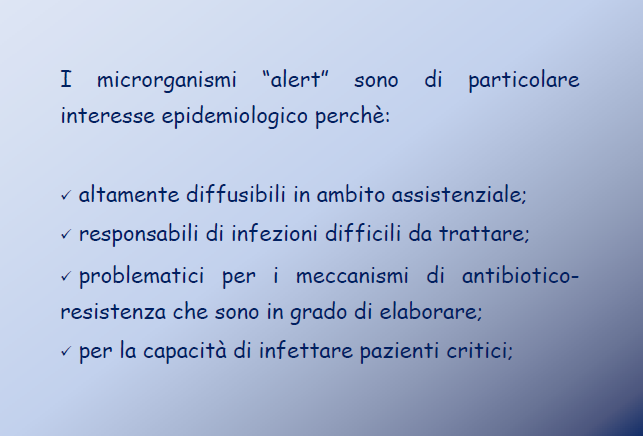 I microrganismi “alert” sono di particolare
interesse epidemiologico perchè:
✓ altamente diffusibili in ambito assistenziale;
✓ responsabili di infezioni difficili da trattare;
✓ problematici per i meccanismi di antibiotico-
resistenza che sono in grado di elaborare;
✓ per la capacità di infettare pazienti critici;